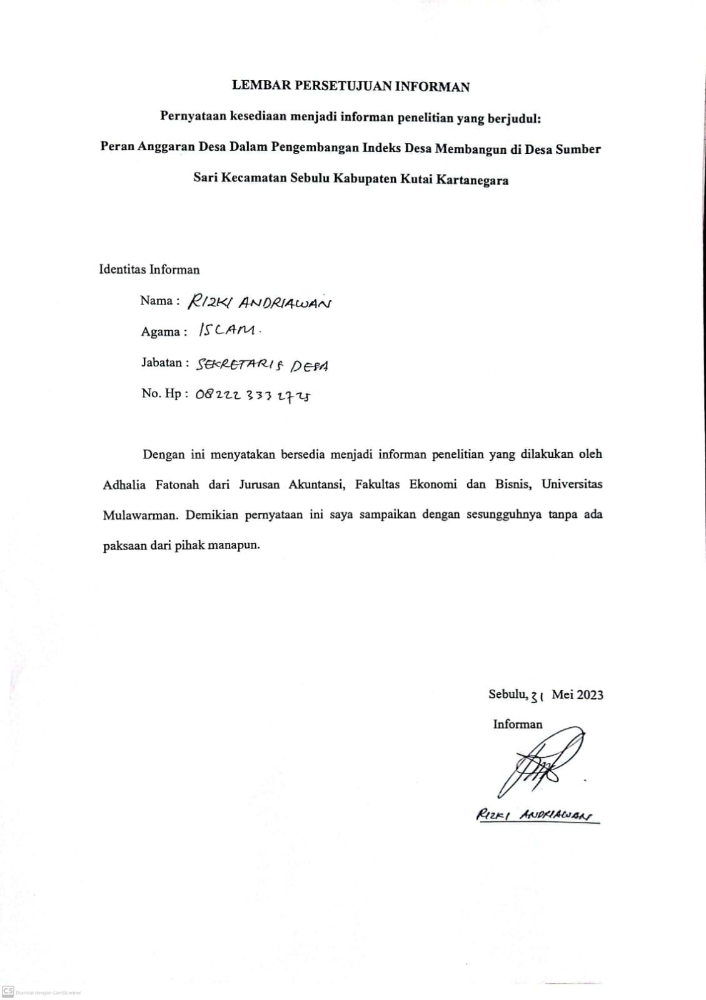 LEMBAR PERSETUJUAN INFORMAN
Pernyataan kesediaan menjadi informan penelitian yang berjudul:
Peran Anggaran Desa Dalam Pengembangan Indeks Desa Membangun di Desa Sumber
Sari Kecamatan Sebulu Kabupaten Kutai Kartanegara
Identitas Informan
Nama : RIZKI ANDRIAWAN
Agama : ISLAM.
Jabatan : SEKRETARIS DESA
No. Hp : 08222 333 2725
Dengan ini menyatakan bersedia menjadi informan penelitian yang dilakukan oleh
Adhalia Fatonah dari Jurusan Akuntansi, Fakultas Ekonomi dan Bisnis, Universitas
Mulawarman. Demikian pernyataan ini saya sampaikan dengan sesungguhnya tanpa ada
paksaan dari pihak manapun.
Sebulu, 31 Mei 2023
Informan
RIZKI ANDRIAWAN
CS Dipindai dengan CamScanner